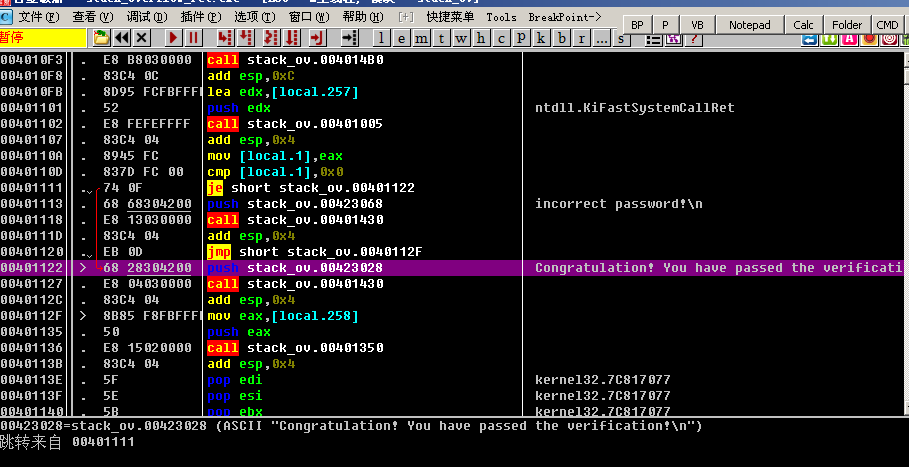 文件(F) 查看(V) 调试(D) 插件(P) 选项(T) 窗口(W) 帮助(H) [+] 快捷菜单 Tools BreakPoint->
BP P VB Notepad Calc Folder CMD
暂停 l e m t w h c p k b r ... s
004010F3 . E8 B8030000 call stack_ov.004014B0
004010F8 . 83C4 0C add esp,0xC
004010FB . 8D95 FCFBFFF call lea edx,[local.257]
00401101 . 52 push edx ntdll.KiFastSystemCallRet
00401102 . E8 FEFEFFFF call stack_ov.00401005
00401107 . 83C4 04 add esp,0x4
0040110A . 8945 FC mov [local.1],eax
0040110D . 837D FC 00 cmp [local.1],0x0
00401111 . 74 0F je short stack_ov.00401122
00401113 . 68 68304200 push stack_ov.00423068 incorrect password!\n
00401118 . E8 13030000 call stack_ov.00401430
0040111D . 83C4 04 add esp,0x4
00401120 . EB 0D jmp short stack_ov.0040112F
00401122 > 68 28304200 push stack_ov.00423028 Congratulation! You have passed the verificati
00401127 . E8 04030000 call stack_ov.00401430
0040112C . 83C4 04 add esp,0x4
0040112F > 8B85 F8FBFFF mov eax,[local.258]
00401135 . 50 push eax
00401136 . E8 15020000 call stack_ov.00401350
0040113B . 83C4 04 add esp,0x4
0040113E . 5F pop edi kernel32.7C817077
0040113F . 5E pop esi kernel32.7C817077
00401140 . 5B pop ebx kernel32.7C817077
00423028=stack_ov.00423028 (ASCII "Congratulation! You have passed the verification!\n")
跳转来自 00401111